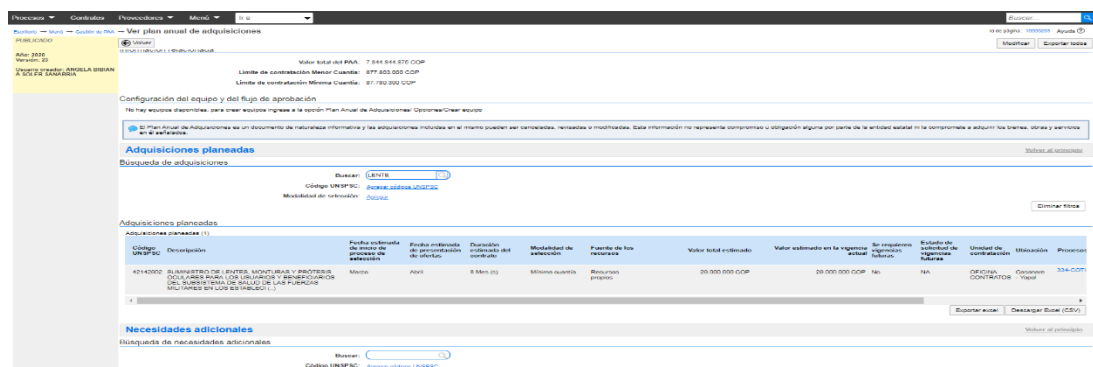 Procesos Contratos Proveedores Menú Ir a Buscar...
Escritorio → Menú → Gestión de PAA → Ver plan anual de adquisiciones Id de página: Ayuda
PUBLICADO
Volver Modificar Exportar todos
Año: 2020
Versión: 23
Usuario creador: ANGELA BIBIAN
A SOLER SANABRIA
Valor total del PAA: COP
Límite de contratación Menor Cuantía: 877.803.000 COP
Límite de contratación Mínima Cuantía: 87.780.300 COP
Configuración del equipo y del flujo de aprobación
No hay equipos disponibles, para crear equipos ingrese a la opción Plan Anual de Adquisiciones/ Opciones/Crear equipo
El Plan Anual de Adquisiciones es un documento de naturaleza informativa y las adquisiciones incluidas en el mismo pueden ser canceladas, revisadas o modificadas. Esta información no representa compromiso u obligación alguna por parte de la entidad estatal ni la compromete a adquirir los bienes, obras y servicios
en él señalados.
Adquisiciones planeadas Volver al principio
Búsqueda de adquisiciones
Buscar: LENTE
Código UNSPSC: Agregar códigos UNSPSC
Modalidad de selección: Agregar
Eliminar filtros
Adquisiciones planeadas
Adquisiciones planeadas (1)
Código UNSPSC Descripción Fecha estimada de inicio de proceso de selección Fecha estimada de presentación de ofertas Duración estimada del contrato Modalidad de selección Fuente de los recursos Valor total estimado Valor estimado en la vigencia actual Se requieren vigencias futuras Estado de solicitud de vigencias futuras Unidad de contratación Ubicación Procesos
42142902 SUMINISTRO DE LENTES, MONTURAS Y PRÓTESIS Marzo Abril 8 Mes (s) Mínima cuantía Recursos 20.000.000 COP 20.000.000 COP No NA OFICINA Casanare 334-COTI
OCULARES PARA LOS USUARIOS Y BENEFICIARIOS propios CONTRATOS - Yopal
DEL SUBSISTEMA DE SALUD DE LAS FUERZAS
MILITARES EN LOS ESTABLECI (...)
Exportar excel Descargar Excel (CSV)
Necesidades adicionales Volver al principio
Búsqueda de necesidades adicionales
Buscar:
Código UNSPSC: Agregar códigos UNSPSC